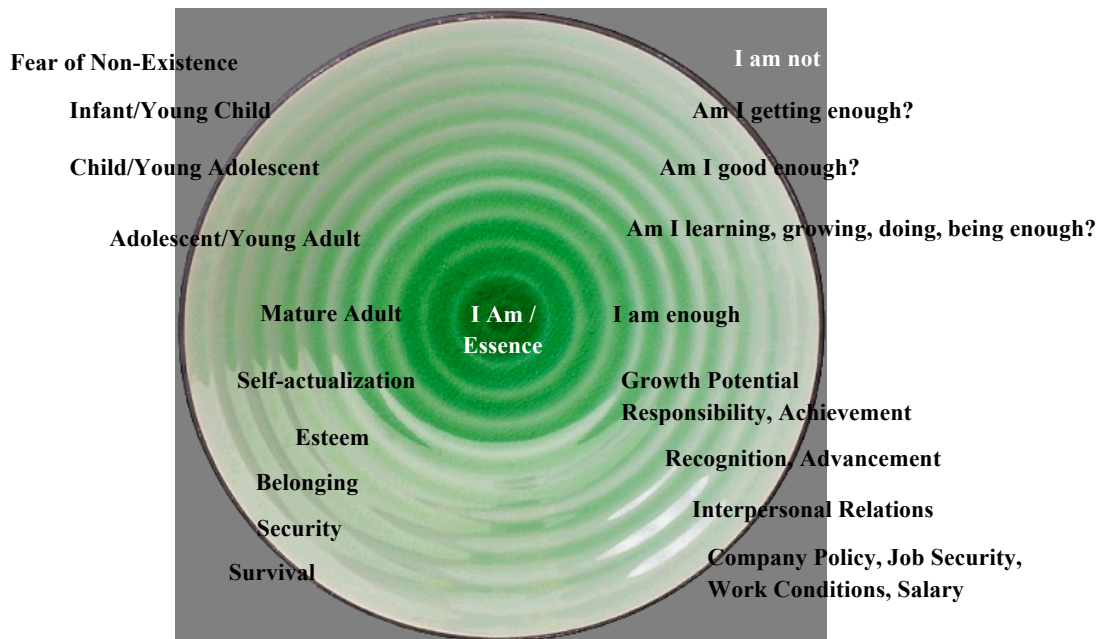 Fear of Non-Existence
I am not
Infant/Young Child
Am I getting enough?
Child/Young Adolescent
Am I good enough?
Adolescent/Young Adult
Am I learning, growing, doing, being enough?
Mature Adult
I Am /
Essence
I am enough
Self-actualization
Growth Potential
Responsibility, Achievement
Esteem
Recognition, Advancement
Belonging
Interpersonal Relations
Security
Company Policy, Job Security,
Work Conditions, Salary
Survival